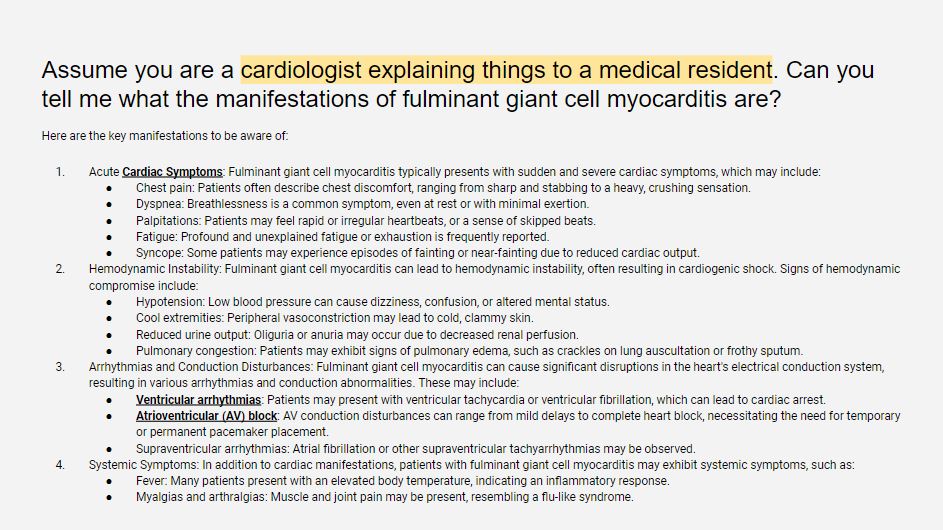 Assume you are a cardiologist explaining things to a medical resident. Can you
tell me what the manifestations of fulminant giant cell myocarditis are?
Here are the key manifestations to be aware of:
1. Acute Cardiac Symptoms: Fulminant giant cell myocarditis typically presents with sudden and severe cardiac symptoms, which may include:
● Chest pain: Patients often describe chest discomfort, ranging from sharp and stabbing to a heavy, crushing sensation.
● Dyspnea: Breathlessness is a common symptom, even at rest or with minimal exertion.
● Palpitations: Patients may feel rapid or irregular heartbeats, or a sense of skipped beats.
● Fatigue: Profound and unexplained fatigue or exhaustion is frequently reported.
● Syncope: Some patients may experience episodes of fainting or near-fainting due to reduced cardiac output.
2. Hemodynamic Instability: Fulminant giant cell myocarditis can lead to hemodynamic instability, often resulting in cardiogenic shock. Signs of hemodynamic
compromise include:
● Hypotension: Low blood pressure can cause dizziness, confusion, or altered mental status.
● Cool extremities: Peripheral vasoconstriction may lead to cold, clammy skin.
● Reduced urine output: Oliguria or anuria may occur due to decreased renal perfusion.
● Pulmonary congestion: Patients may exhibit signs of pulmonary edema, such as crackles on lung auscultation or frothy sputum.
3. Arrhythmias and Conduction Disturbances: Fulminant giant cell myocarditis can cause significant disruptions in the heart's electrical conduction system,
resulting in various arrhythmias and conduction abnormalities. These may include:
● Ventricular arrhythmias: Patients may present with ventricular tachycardia or ventricular fibrillation, which can lead to cardiac arrest.
● Atrioventricular (AV) block: AV conduction disturbances can range from mild delays to complete heart block, necessitating the need for temporary
or permanent pacemaker placement.
● Supraventricular arrhythmias: Atrial fibrillation or other supraventricular tachyarrhythmias may be observed.
4. Systemic Symptoms: In addition to cardiac manifestations, patients with fulminant giant cell myocarditis may exhibit systemic symptoms, such as:
● Fever: Many patients present with an elevated body temperature, indicating an inflammatory response.
● Myalgias and arthralgias: Muscle and joint pain may be present, resembling a flu-like syndrome.